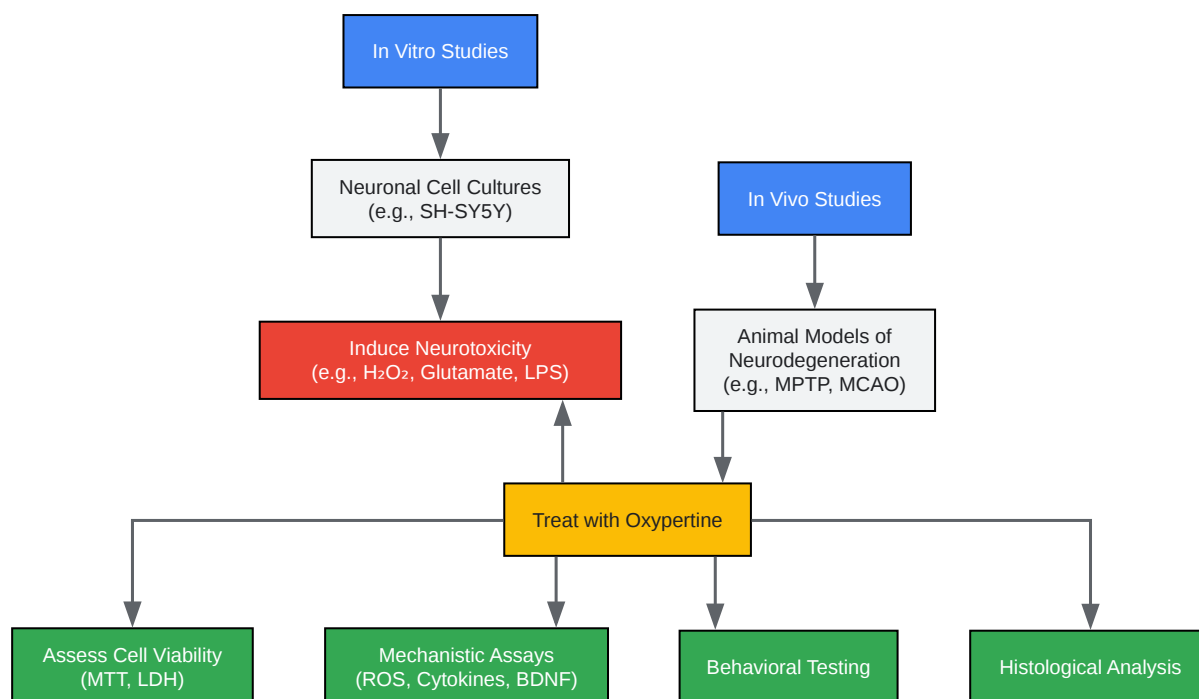 In Vitro Studies
Neuronal Cell Cultures
(e.g., SH-SY5Y)
In Vivo Studies
Induce Neurotoxicity
(e.g., H₂O₂, Glutamate, LPS)
Animal Models of
Neurodegeneration
(e.g., MPTP, MCAO)
Treat with Oxypertine
Assess Cell Viability
(MTT, LDH)
Mechanistic Assays
(ROS, Cytokines, BDNF)
Behavioral Testing
Histological Analysis